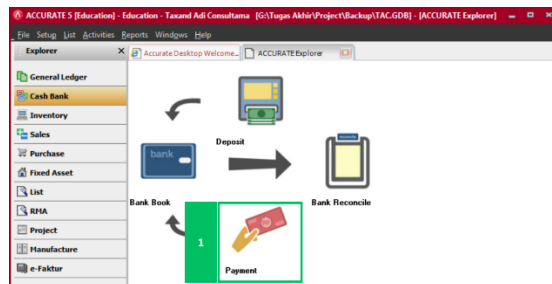 ACCURATE 5 [Education] - Education - Taxand Adi Consultama [G:\Tugas Akhir\Project\Backup\TAC.GDB] - [ACCURATE Explorer]
File Setup List Activities Reports Windows Help
Explorer
Accurate Desktop Welcome...
ACCURATE Explorer
General Ledger
Cash Bank
Inventory
Sales
Purchase
Fixed Asset
List
RMA
Project
Manufacture
e-Faktur
Deposit
bank
Bank Book
reconcile
Bank Reconcile
1
Payment